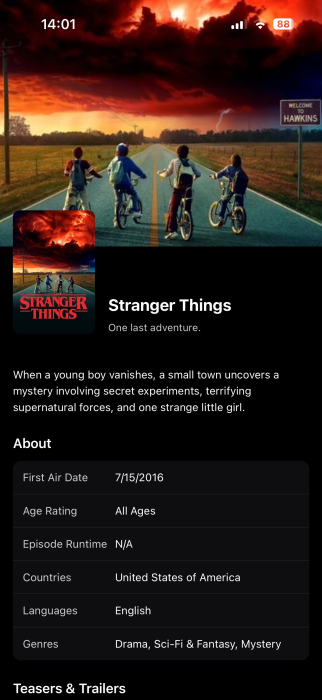 14:01
88
WELCOME
TO
HAWKINS
STRANGER
THINGS
Stranger Things
One last adventure.
When a young boy vanishes, a small town uncovers a
mystery involving secret experiments, terrifying
supernatural forces, and one strange little girl.
About
First Air Date 7/15/2016
Age Rating All Ages
Episode Runtime N/A
Countries United States of America
Languages English
Genres Drama, Sci-Fi & Fantasy, Mystery
Teasers & Trailers